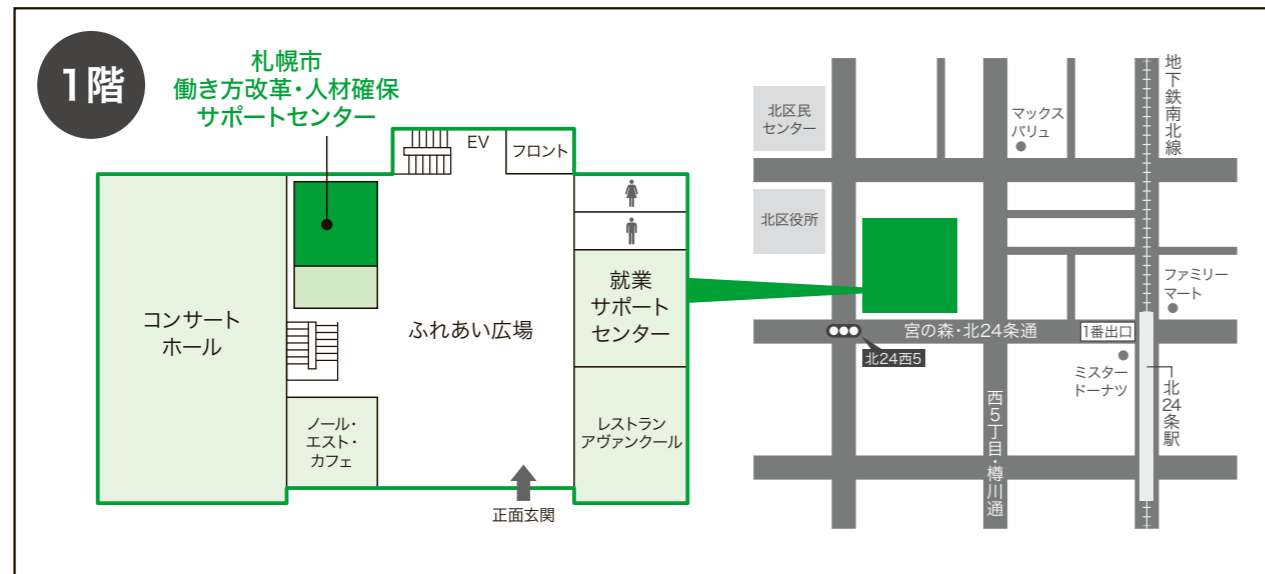 1階
札幌市
働き方改革・人材確保
サポートセンター
EV
フロント
コンサート
ホール
ふれあい広場
就業
サポート
センター
ノール・
エスト・
カフェ
レストラン
アヴァンクール
正面玄関
北区民
センター
マックス
バリュ
地下鉄南北線
北区役所
ファミリー
マート
宮の森・北24条通
1番出口
北24西5
ミスター
ドーナツ
北24条駅
西5丁目・樽川通